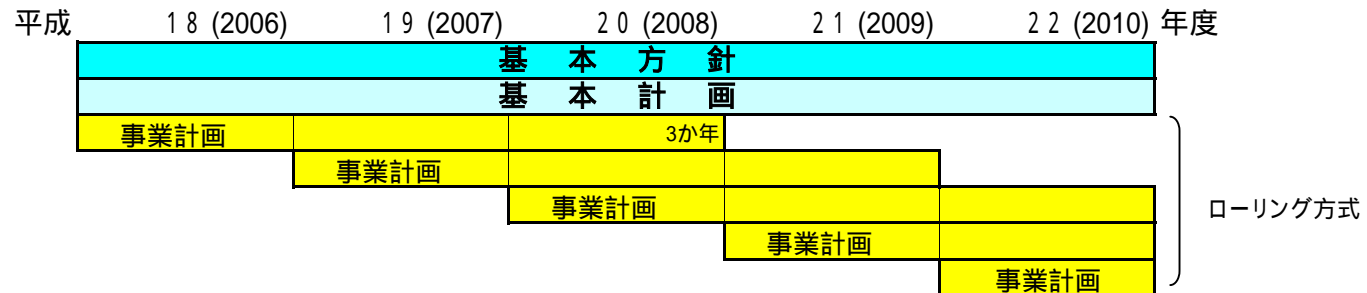 平成 18 (2006) 19 (2007) 20 (2008) 21 (2009) 22 (2010) 年度
基 本 方 針
基 本 計 画
事業計画 3か年
事業計画
事業計画
ローリング方式
事業計画
事業計画